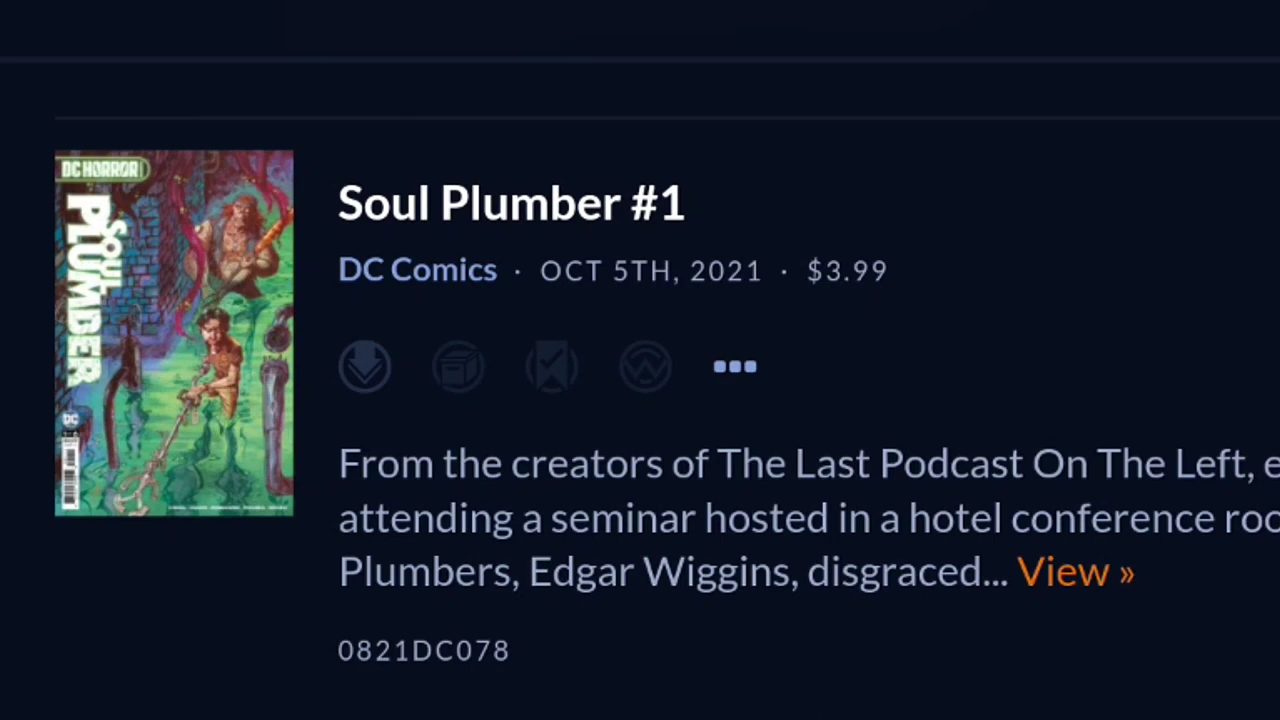 DC HORROR
SOUL
PLUMBER
DC
Soul Plumber #1
DC Comics · OCT 5TH, 2021 · $3.99
From the creators of The Last Podcast On The Left,
attending a seminar hosted in a hotel conference
Plumbers, Edgar Wiggins, disgraced... View »
0821DC078